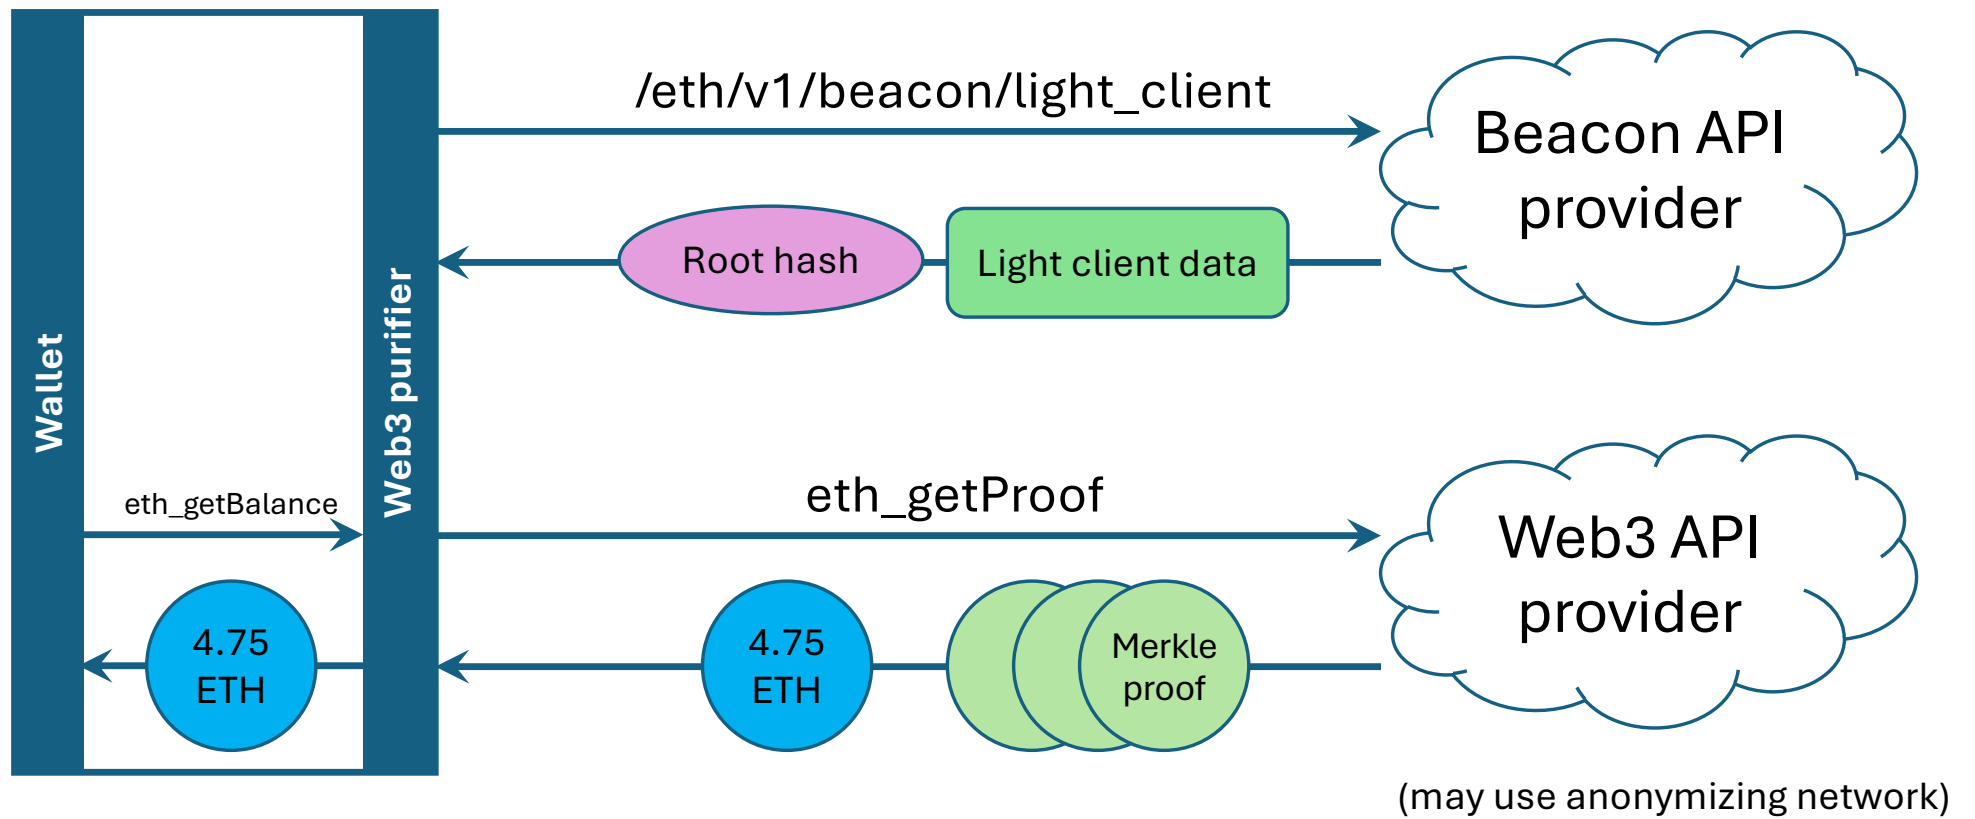 Wallet
Web3 purifier
/eth/v1/beacon/light_client
Beacon API
provider
Root hash
Light client data
eth_getBalance
eth_getProof
Web3 API
provider
4.75
ETH
4.75
ETH
Merkle
proof
(may use anonymizing network)